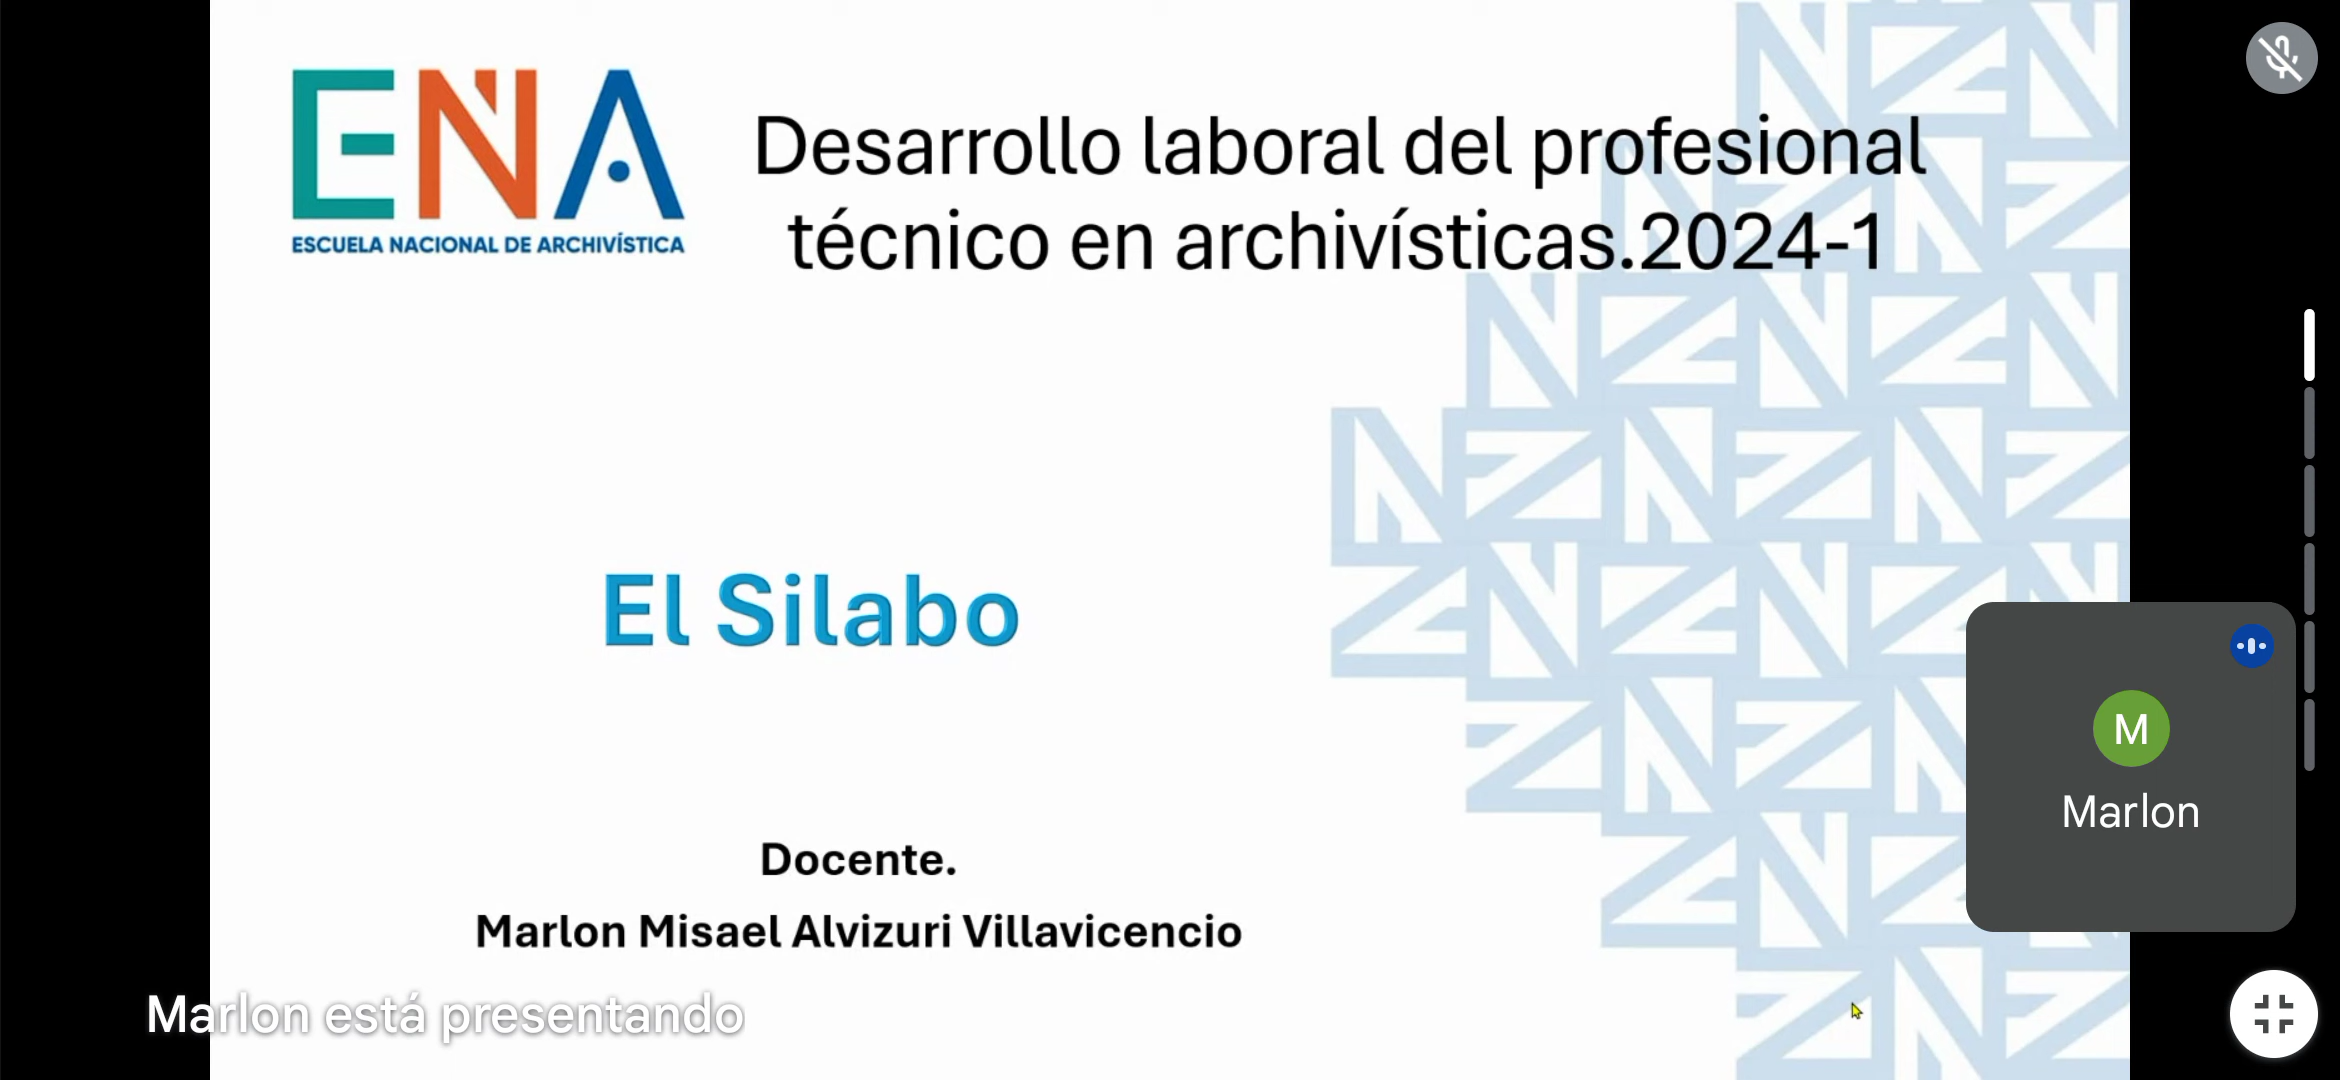 ENA
ESCUELA NACIONAL DE ARCHIVÍSTICA
Desarrollo laboral del profesional
técnico en archivísticas.2024-1
El Silabo
Docente.
Marlon Misael Alvizuri Villavicencio
M
Marlon
Marlon está presentando